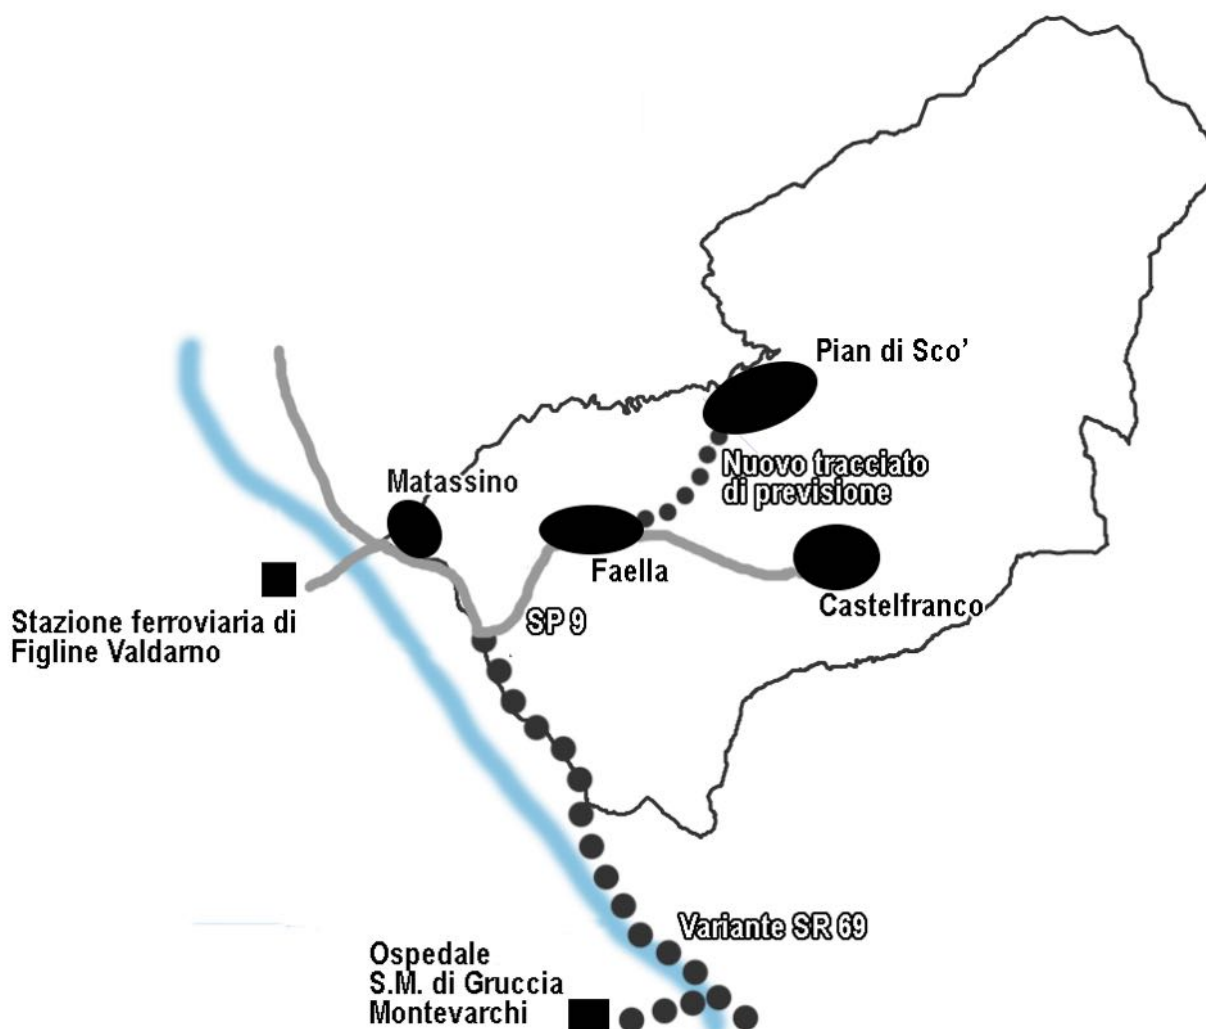 Pian di Sco'
Nuovo tracciato
di previsione
Matassino
Faella
Castelfranco
SP 9
Stazione ferroviaria di
Figline Valdarno
Variante SR 69
Ospedale
S.M. di Gruccia
Montevarchi